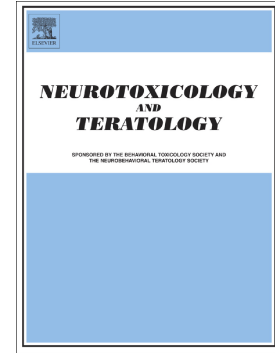 ELSEVIER
NEUROTOXICOLOGY
AND
TERATOLOGY
SPONSORED BY THE BEHAVIORAL TOXICOLOGY SOCIETY AND
THE NEUROBEHAVIORAL TERATOLOGY SOCIETY